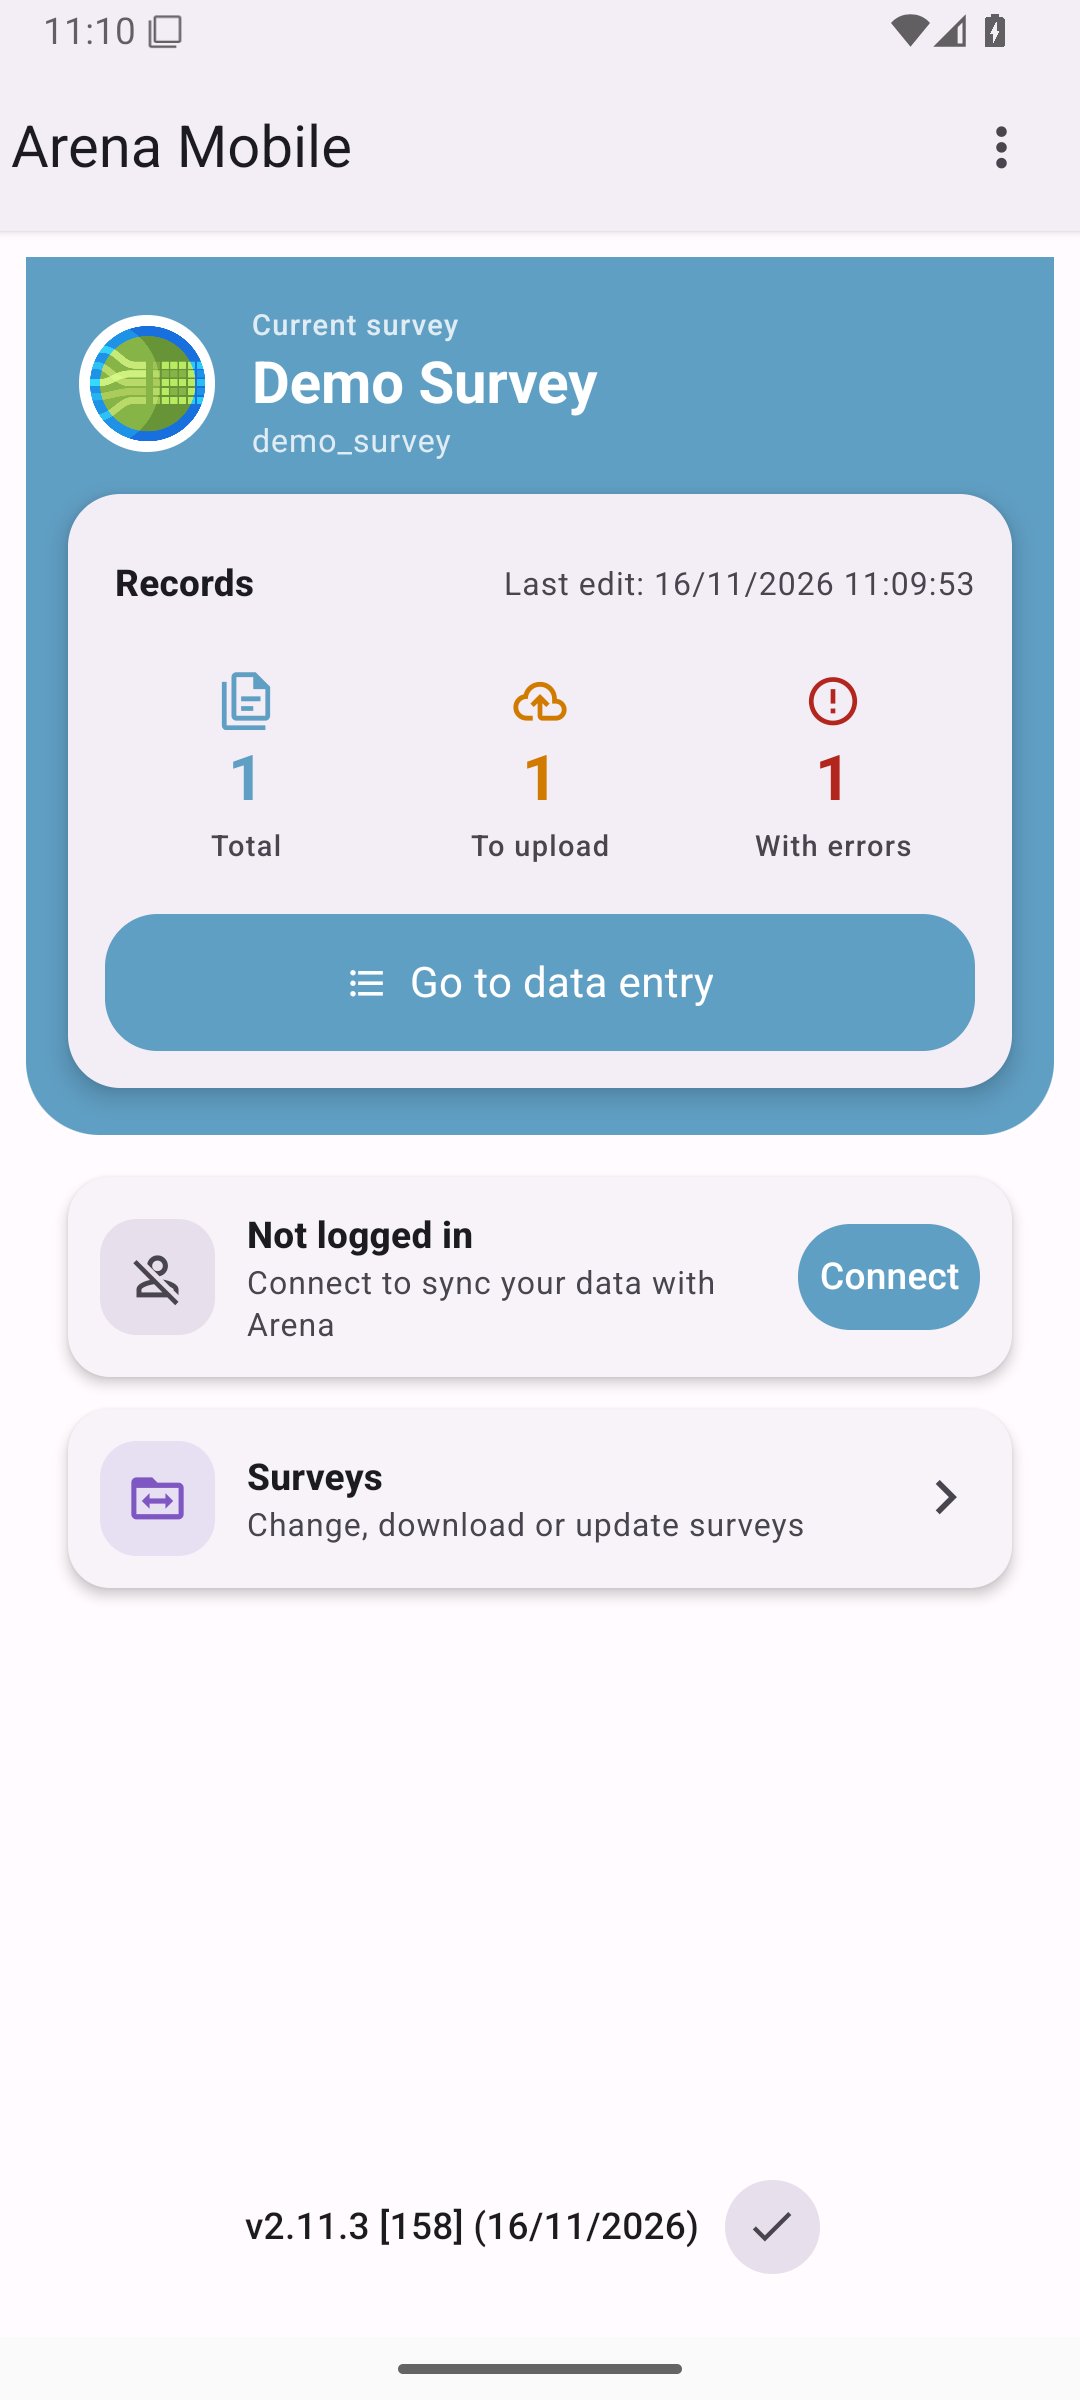 11:10
Arena Mobile
Current survey
Demo Survey
demo_survey
Records
Last edit: 16/11/2026 11:09:53
1
1
1
Total
To upload
With errors
Go to data entry
Not logged in
Connect to sync your data with
Arena
Connect
Surveys
Change, download or update surveys
v2.11.3 [158] (16/11/2026)